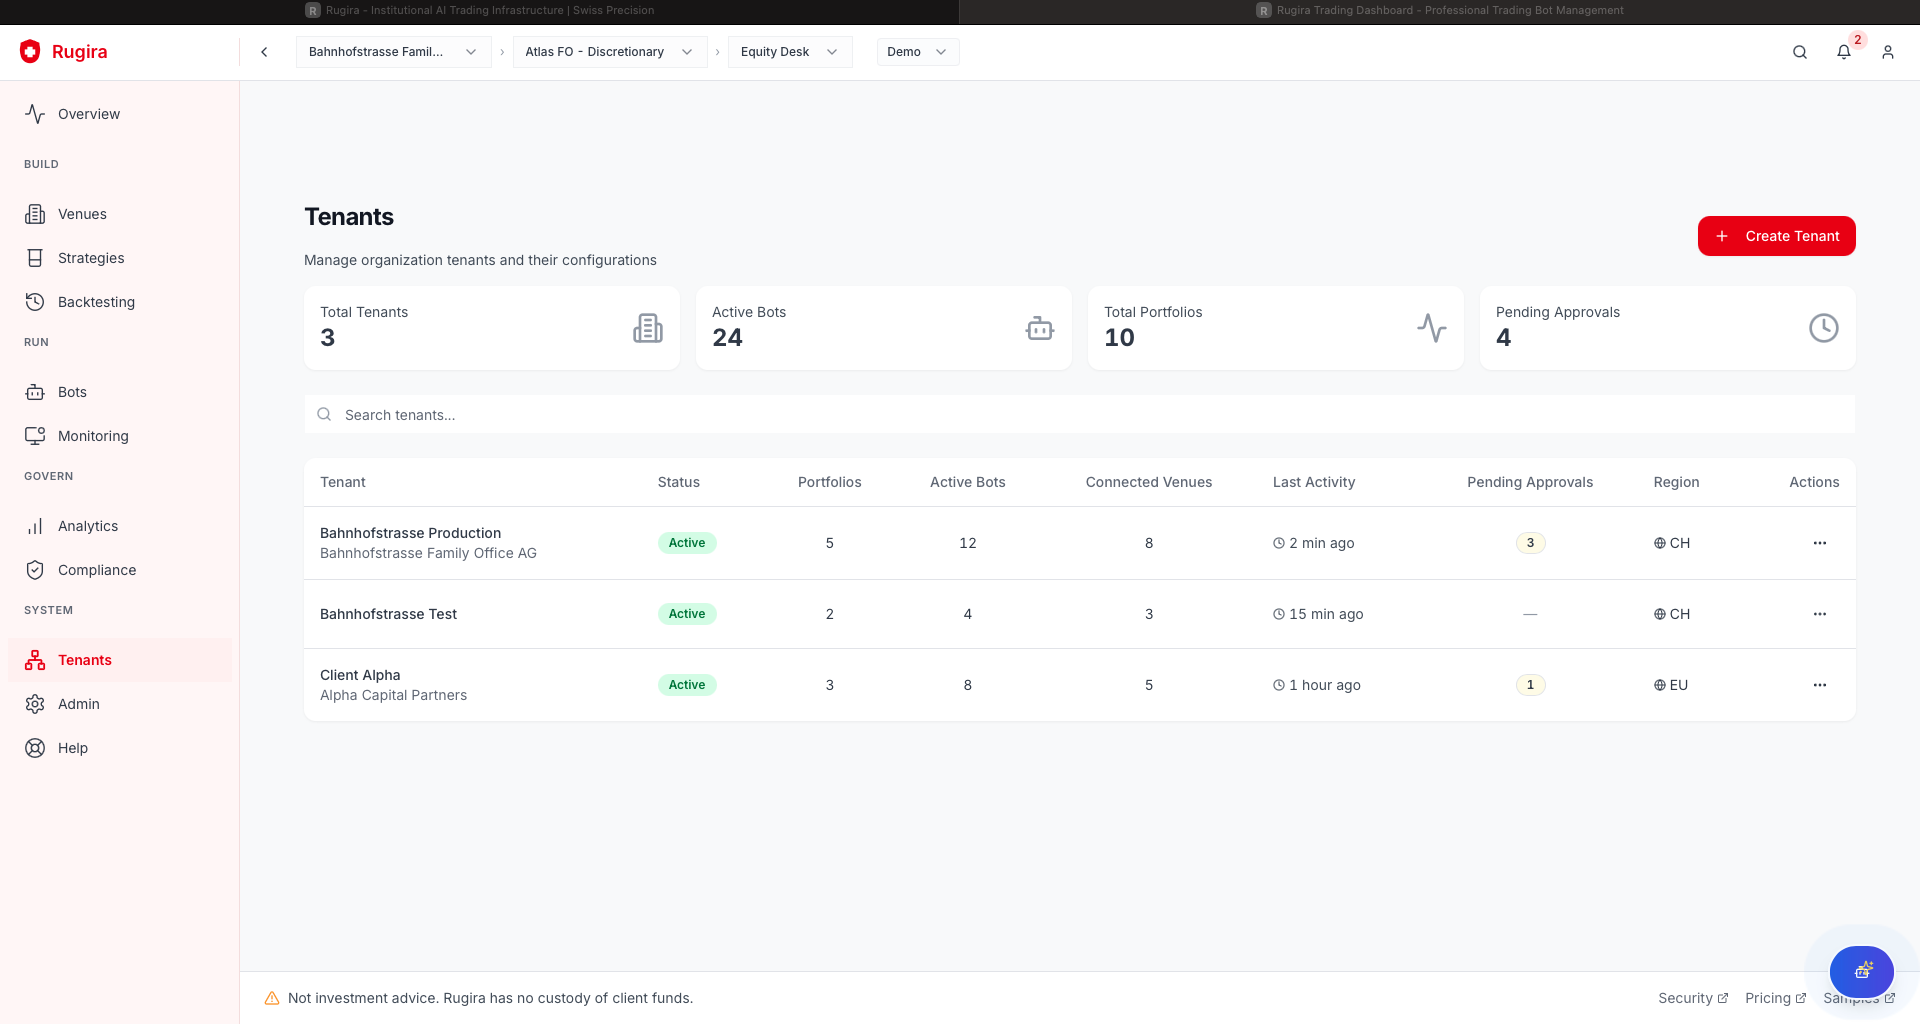 R Rugira - Institutional AI Trading Infrastructure | Swiss Precision
R Rugira Trading Dashboard - Professional Trading Bot Management
Rugira
Bahnhofstrasse Famil... › Atlas FO - Discretionary › Equity Desk Demo
2
Overview
BUILD
Venues
Strategies
Backtesting
RUN
Bots
Monitoring
GOVERN
Analytics
Compliance
SYSTEM
Tenants
Admin
Help
Tenants
Manage organization tenants and their configurations
+ Create Tenant
Total Tenants
3
Active Bots
24
Total Portfolios
10
Pending Approvals
4
Search tenants...
Tenant Status Portfolios Active Bots Connected Venues Last Activity Pending Approvals Region Actions
Bahnhofstrasse Production
Bahnhofstrasse Family Office AG
Active 5 12 8 2 min ago 3 CH ...
Bahnhofstrasse Test Active 2 4 3 15 min ago — CH ...
Client Alpha
Alpha Capital Partners
Active 3 8 5 1 hour ago 1 EU ...
Not investment advice. Rugira has no custody of client funds.
Security Pricing Samples